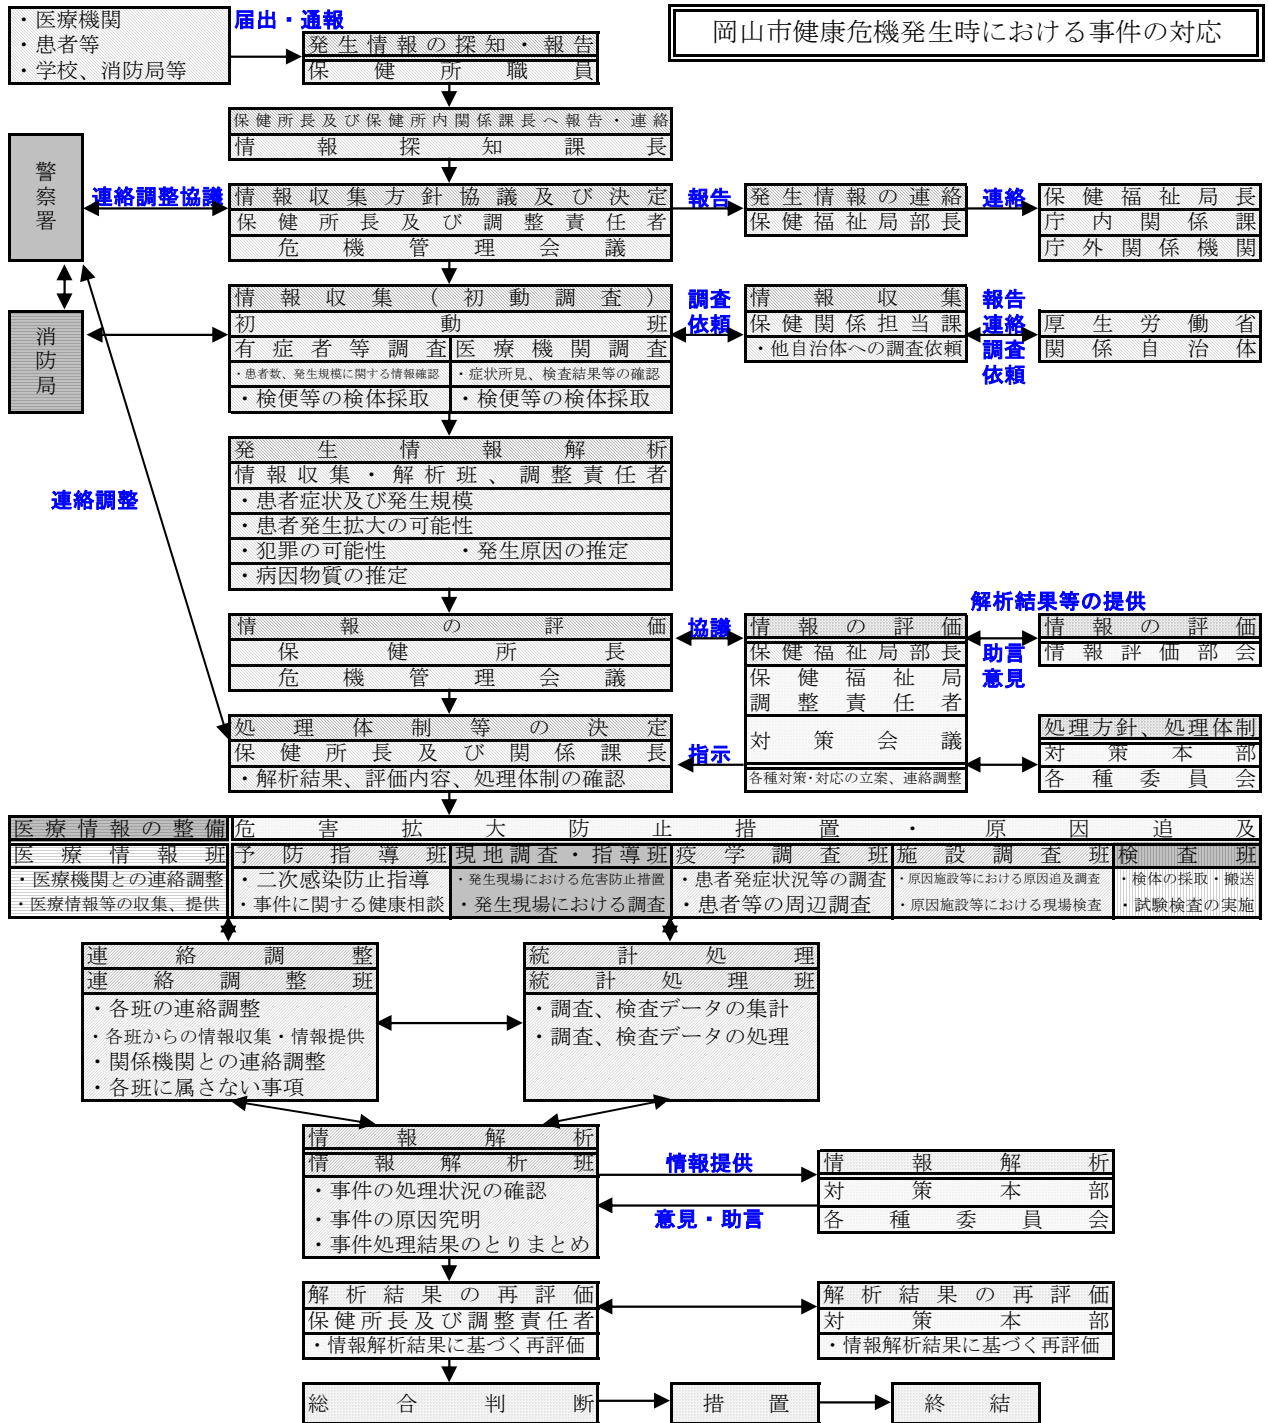 岡山市健康危機発生時における事件の対応
・医療機関
・患者等
・学校、消防局等
届出・通報
発生情報の探知・報告
保健所職員
保健所長及び保健所内関係課長へ報告・連絡
情報探知課長
警察署
連絡調整協議
情報収集方針協議及び決定
保健所長及び調整責任者
危機管理会議
報告
発生情報の連絡
保健福祉局部長
連絡
保健福祉局長
庁内関係課
庁外関係機関
消防局
情報収集（初動調査）
初動班
有症者等調査
医療機関調査
・患者数、発生規模に関する情報確認
・症状所見、検査結果等の確認
・検便等の検体採取
・検便等の検体採取
調査
依頼
情報収集
保健関係担当課
・他自治体への調査依頼
報告
連絡
調査
依頼
厚生労働省
関係自治体
連絡調整
発生情報解析
情報収集・解析班、調整責任者
・患者症状及び発生規模
・患者発生拡大の可能性
・犯罪の可能性
・発生原因の推定
・病因物質の推定
解析結果等の提供
情報の評価
保健所長
危機管理会議
協議
情報の評価
保健福祉局部長
保健福祉局
調整責任者
対策会議
各種対策・対応の立案、連絡調整
助言
意見
情報の評価
情報評価部会
処理体制等の決定
保健所長及び関係課長
・解析結果、評価内容、処理体制の確認
指示
処理方針、処理体制
対策本部
各種委員会
医療情報の整備
危害拡大防止措置・原因追及
医療情報班
予防指導班
現地調査・指導班
疫学調査班
施設調査班
検査班
・医療機関との連絡調整
・二次感染防止指導
・発生現場における危害防止措置
・患者発症状況等の調査
・原因施設等における原因追及調査
・検体の採取・搬送
・医療情報等の収集、提供
・事件に関する健康相談
・発生現場における調査
・患者等の周辺調査
・原因施設等における現場検査
・試験検査の実施
連絡調整
連絡調整班
・各班の連絡調整
・各班からの情報収集・情報提供
・関係機関との連絡調整
・各班に属さない事項
統計処理
統計処理班
・調査、検査データの集計
・調査、検査データの処理
情報解析
情報解析班
・事件の処理状況の確認
・事件の原因究明
・事件処理結果のとりまとめ
情報提供
意見・助言
情報解析
対策本部
各種委員会
解析結果の再評価
保健所長及び調整責任者
・情報解析結果に基づく再評価
解析結果の再評価
対策本部
・情報解析結果に基づく再評価
総合判断
措置
終結